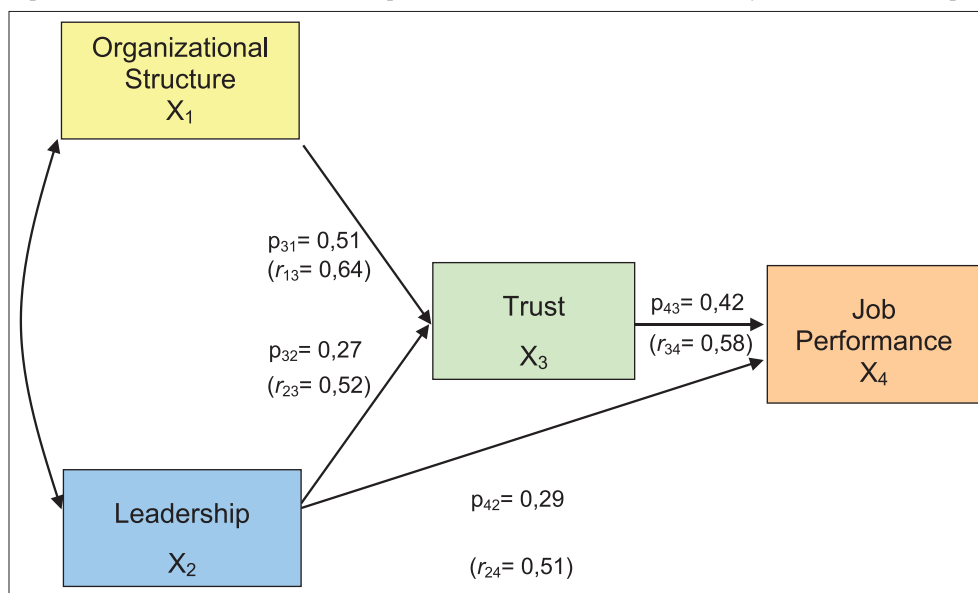 Organizational
Structure
X₁
p₃₁= 0,51
(r₁₃= 0,64)
Trust
X₃
p₄₃= 0,42
(r₃₄= 0,58)
Job
Performance
X₄
p₃₂= 0,27
(r₂₃= 0,52)
Leadership
X₂
p₄₂= 0,29
(r₂₄= 0,51)